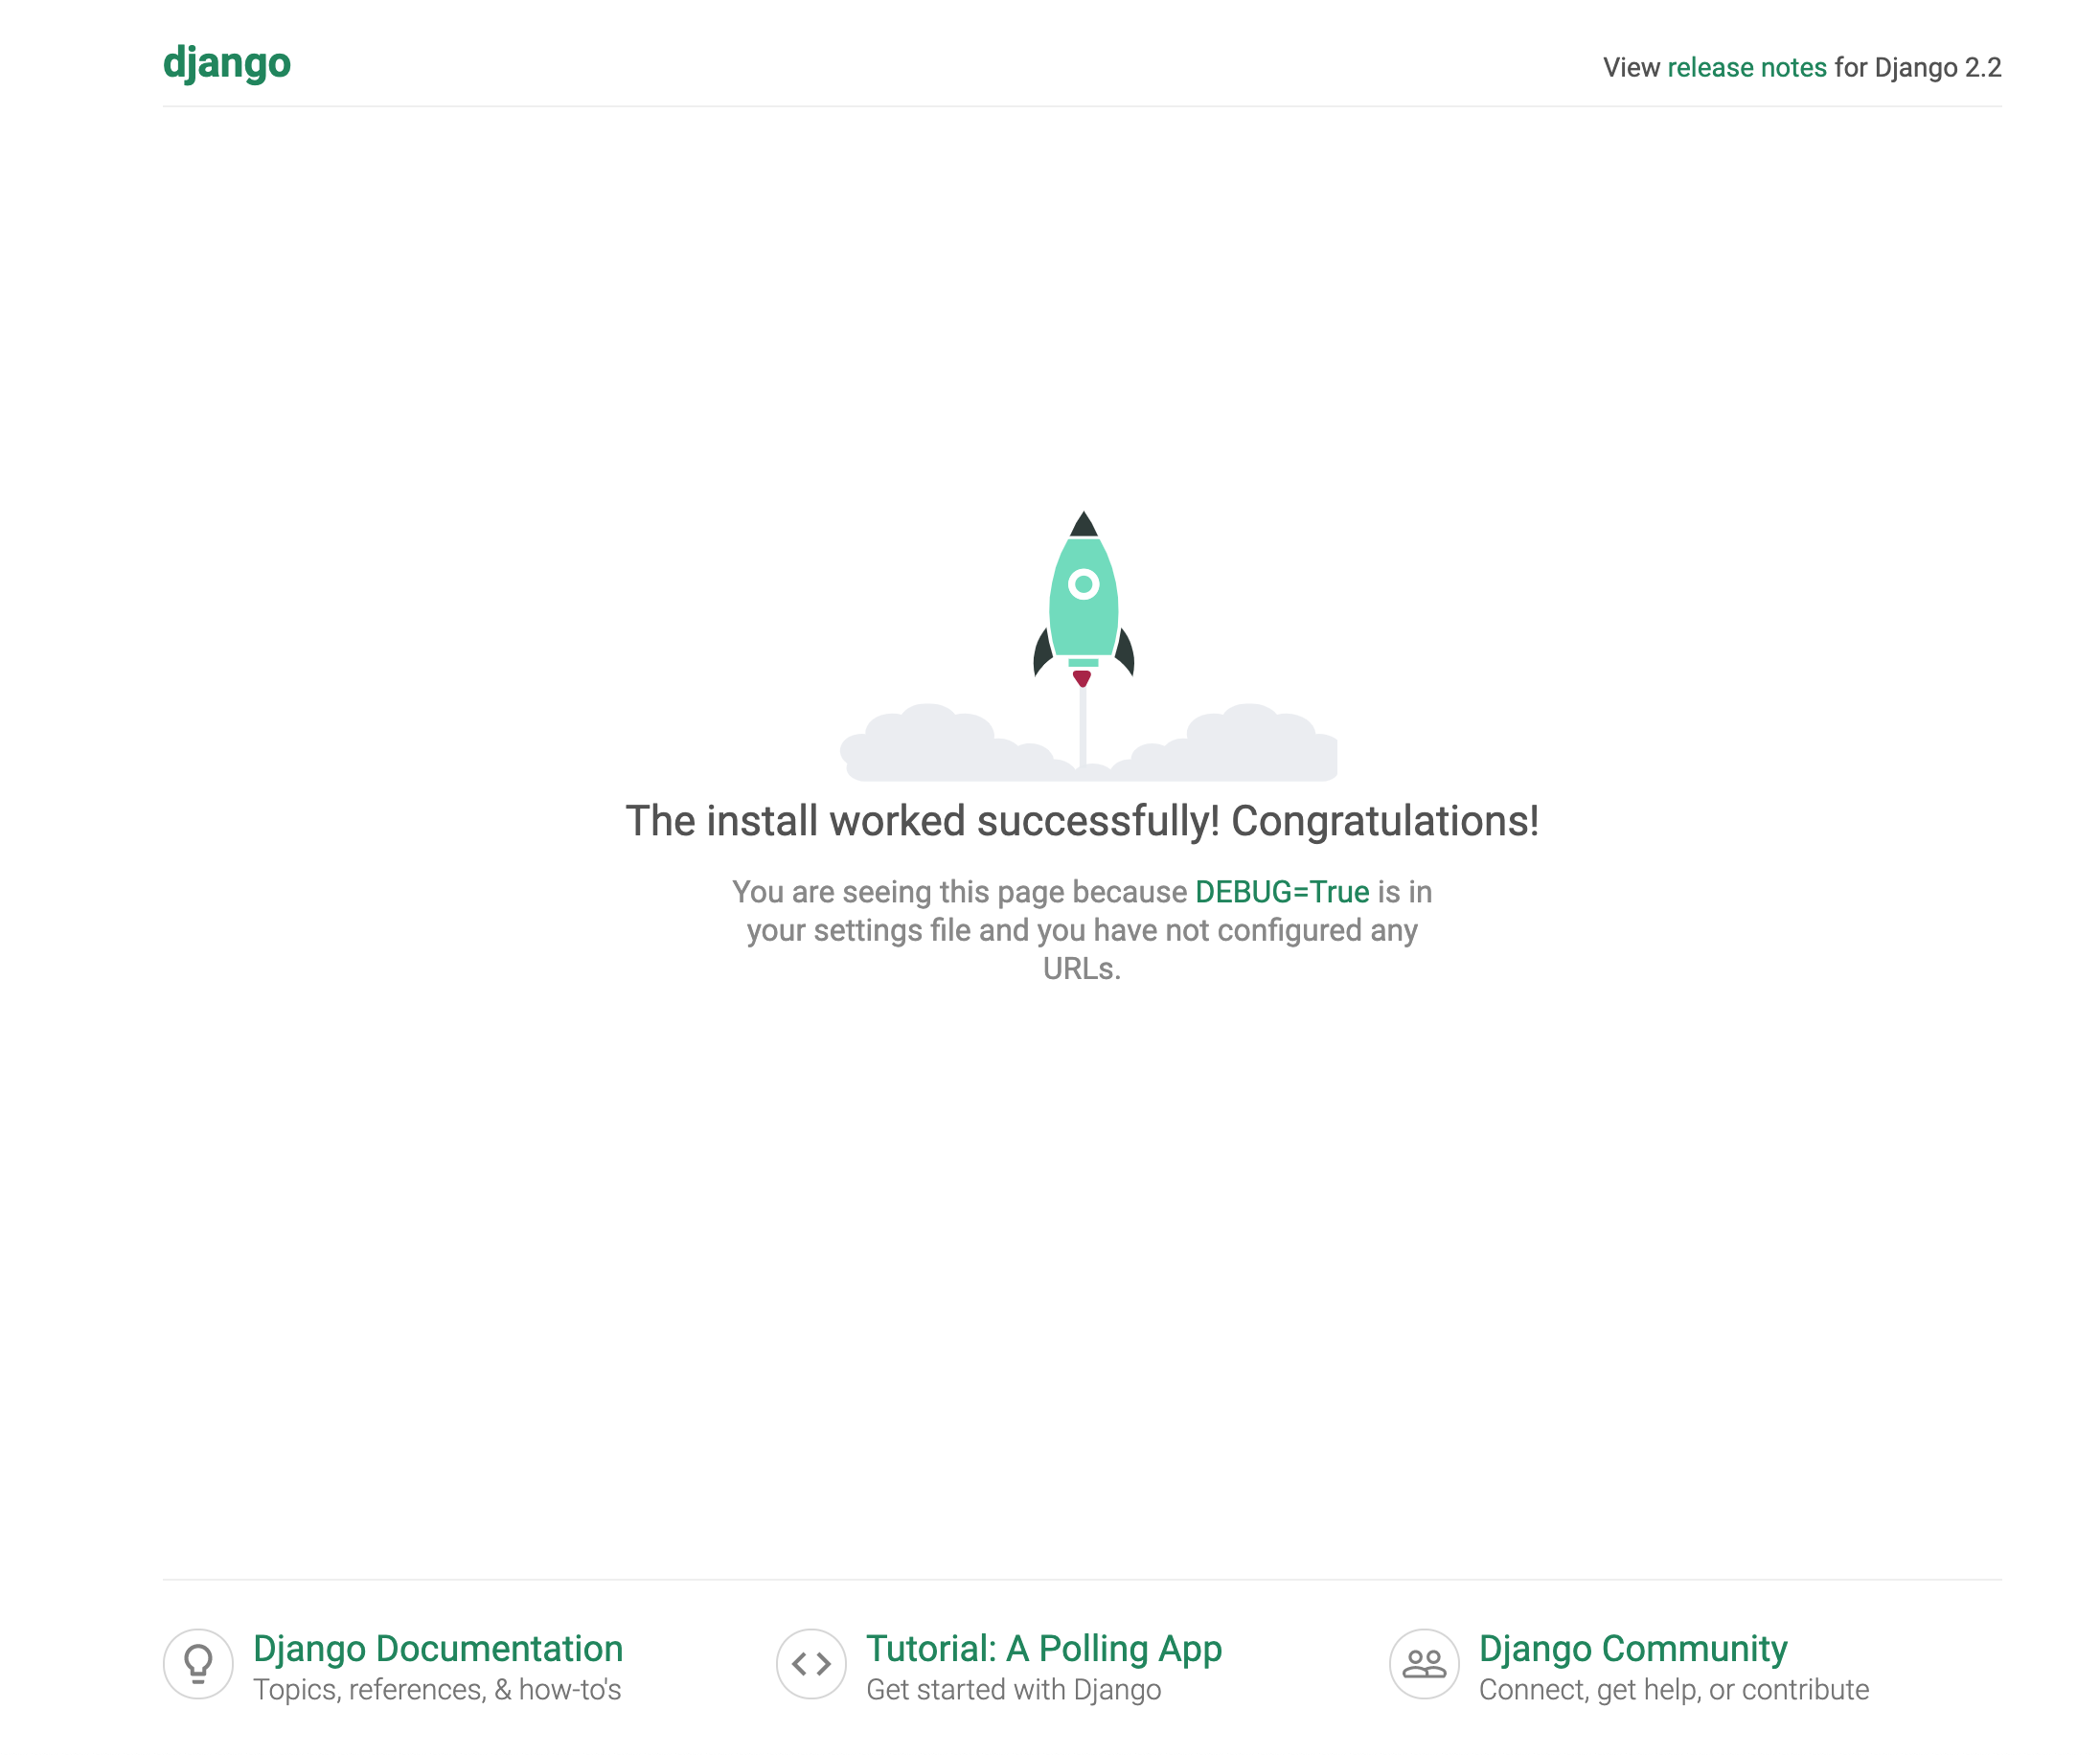 django
View release notes for Django 2.2
The install worked successfully! Congratulations!
You are seeing this page because DEBUG=True is in
your settings file and you have not configured any
URLs.
Django Documentation
Topics, references, & how-to's
Tutorial: A Polling App
Get started with Django
Django Community
Connect, get help, or contribute